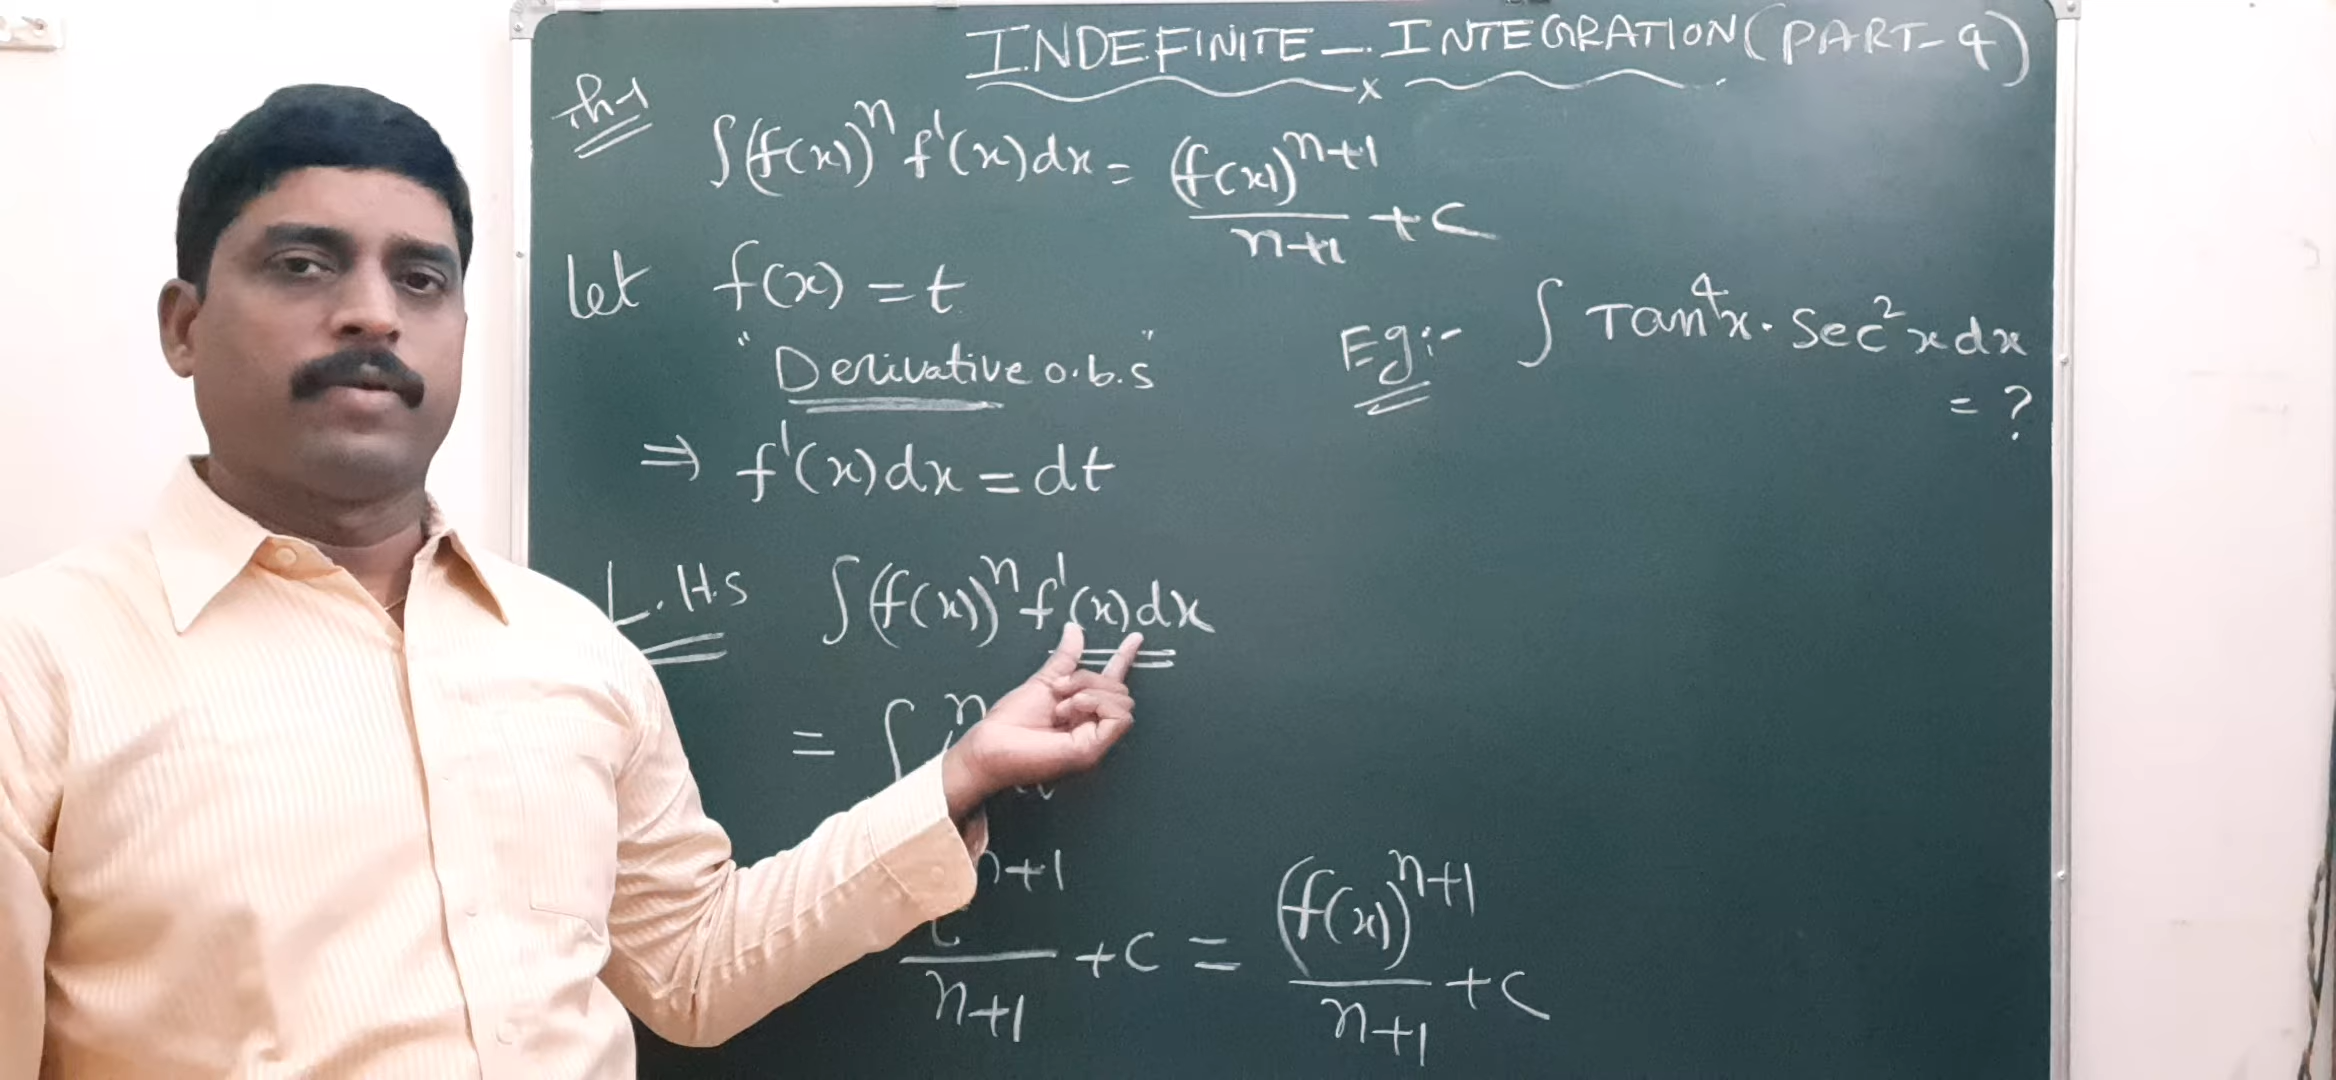 INDEFINITE - INTEGRATION (PART-4)
Th-1
∫(f(x))ⁿ f'(x)dx = (f(x))ⁿ⁺¹
n+1 + c
Let f(x) = t
"Derivative o.b.s"
Eg:- ∫ Tan⁴x. Sec²x dx
= ?
⇒ f'(x)dx = dt
L.H.S ∫(f(x))ⁿ f'(x)dx
= ∫ n
n+1 (f(x))ⁿ⁺¹
n+1 + c = n+1 + c